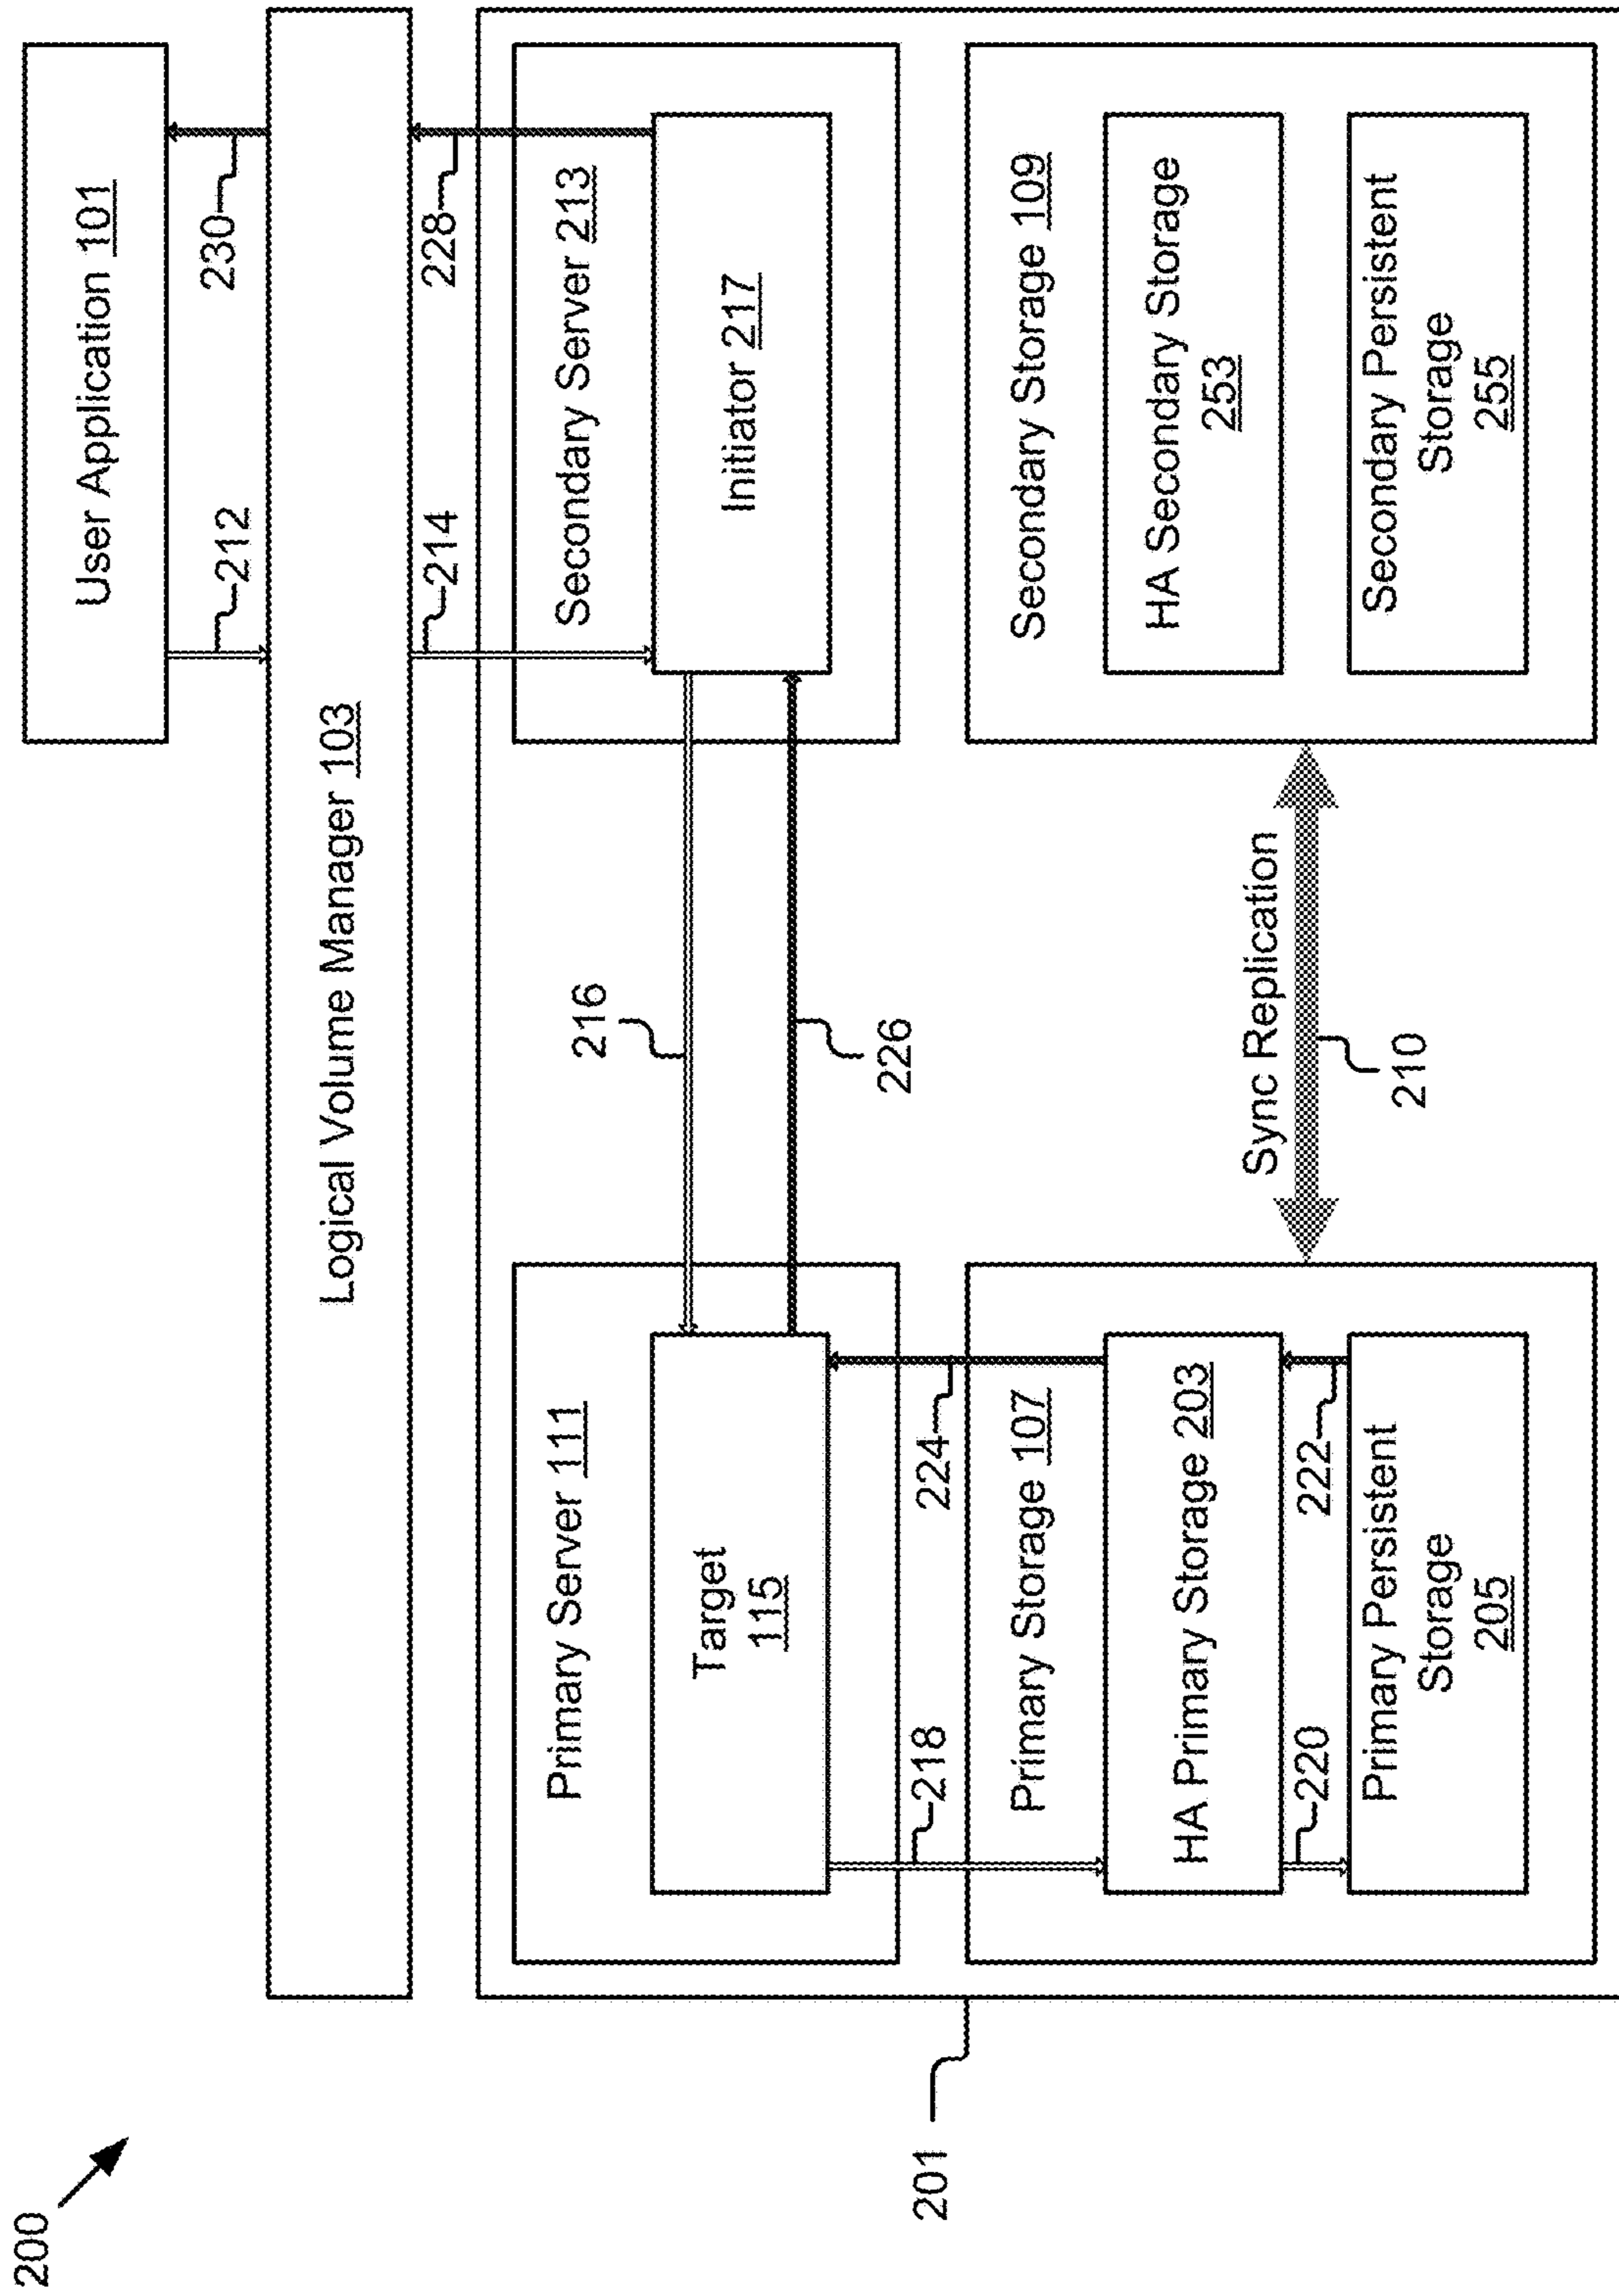 200
User Application 101
212
230
Logical Volume Manager 103
214
228
201
Primary Server 111
Target
115
216
226
Secondary Server 213
Initiator 217
218
224
Primary Storage 107
HA Primary Storage 203
220
222
Primary Persistent
Storage
205
Sync Replication
210
Secondary Storage 109
HA Secondary Storage
253
Secondary Persistent
Storage
255